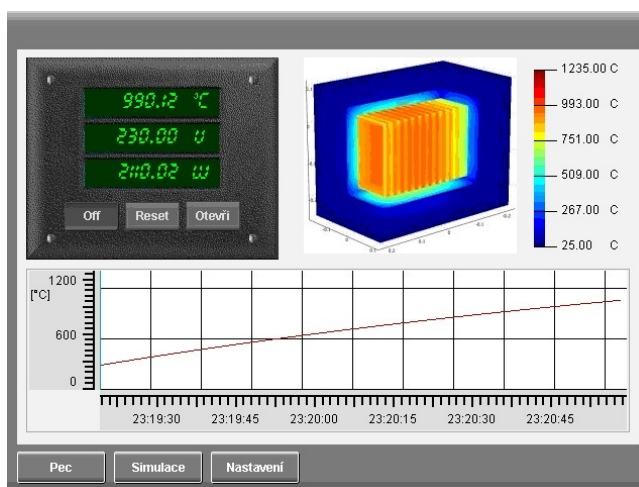 990.12 °C
230.00 V
2110.02 W
Off Reset Otevři
1235.00 C
993.00 C
751.00 C
509.00 C
267.00 C
25.00 C
1200
[°C]
600
0
23:19:30 23:19:45 23:20:00 23:20:15 23:20:30 23:20:45
Pec Simulace Nastavení